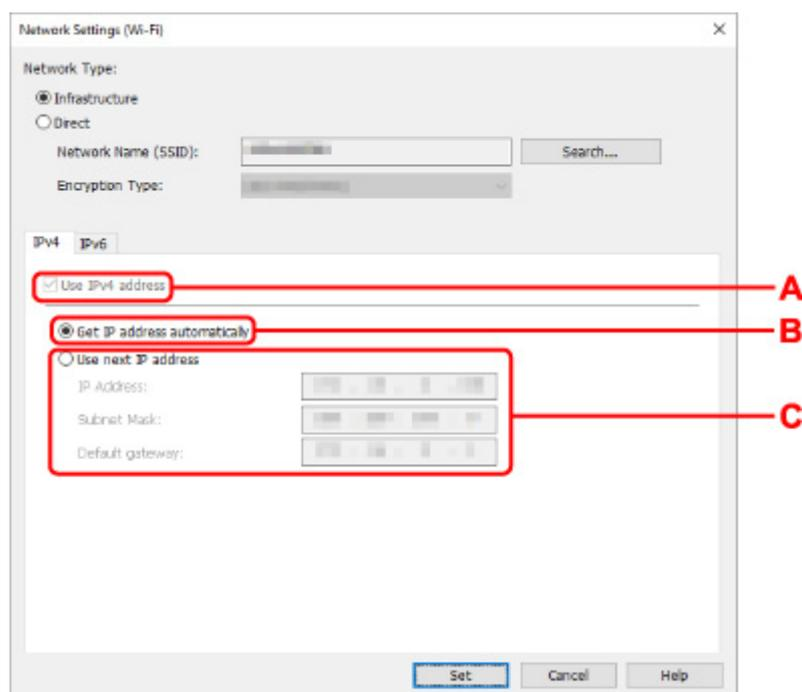 Network Settings (Wi-Fi)
Network Type:
Infrastructure
Direct
Network Name (SSID):
Search....
Encryption Type:
IPv4 IPv6
Use IPv4 address
A
Get IP address automatically
B
Use next IP address
IP Address:
Subnet Mask:
C
Default gateway:
Set Cancel Help